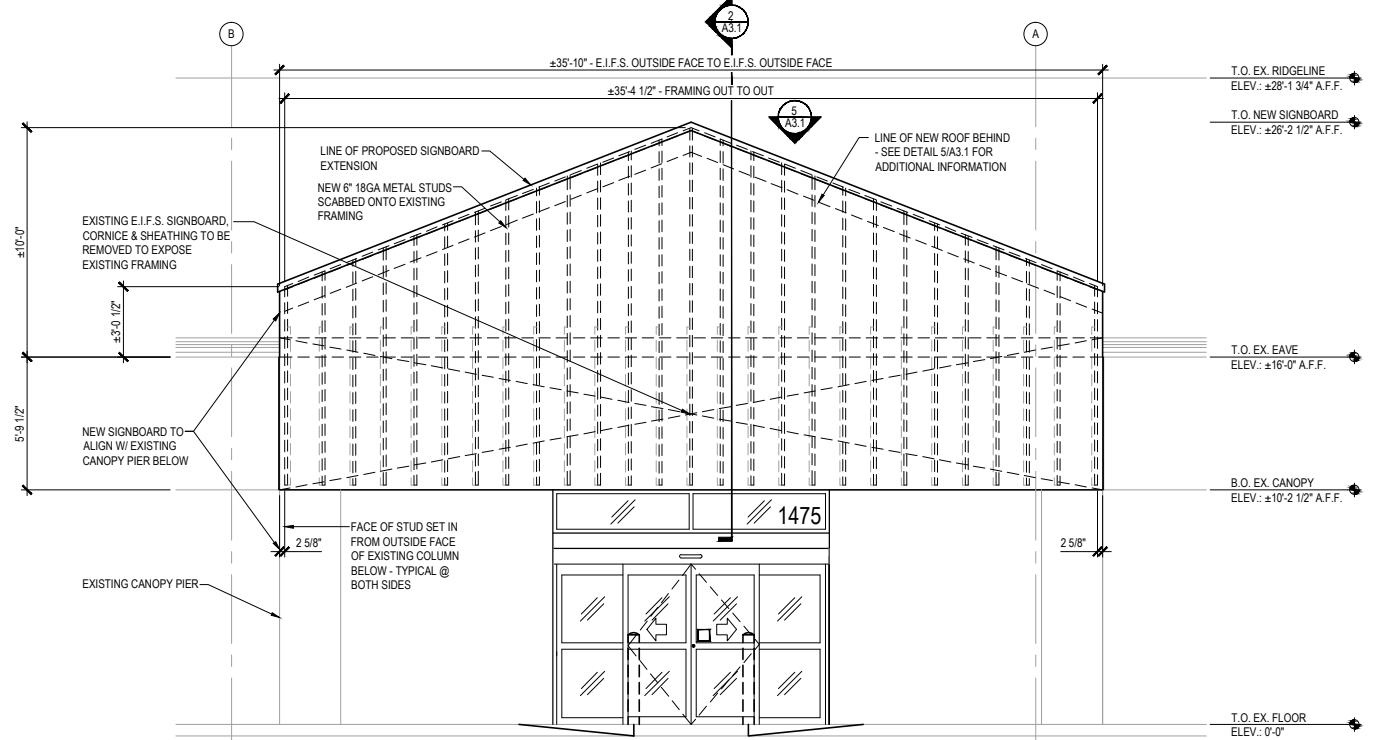 2
A3.1
B
A
±35'-10" - E.I.F.S. OUTSIDE FACE TO E.I.F.S. OUTSIDE FACE
T.O. EX. RIDGELINE
ELEV.: ±28'-1 3/4" A.F.F.
±35'-4 1/2" - FRAMING OUT TO OUT
5
A3.1
T.O. NEW SIGNBOARD
ELEV.: ±26'-2 1/2" A.F.F.
LINE OF PROPOSED SIGNBOARD
EXTENSION
LINE OF NEW ROOF BEHIND
- SEE DETAIL 5/A3.1 FOR
ADDITIONAL INFORMATION
NEW 6" 18GA METAL STUDS
SCABBED ONTO EXISTING
FRAMING
EXISTING E.I.F.S. SIGNBOARD,
CORNICE & SHEATHING TO BE
REMOVED TO EXPOSE
EXISTING FRAMING
±10'-0"
±3'-0 1/2"
T.O. EX. EAVE
ELEV.: ±16'-0" A.F.F.
5'-9 1/2"
NEW SIGNBOARD TO
ALIGN W/ EXISTING
CANOPY PIER BELOW
B.O. EX. CANOPY
ELEV.: ±10'-2 1/2" A.F.F.
1475
2 5/8"
FACE OF STUD SET IN
FROM OUTSIDE FACE
OF EXISTING COLUMN
BELOW - TYPICAL @
BOTH SIDES
2 5/8"
EXISTING CANOPY PIER
T.O. EX. FLOOR
ELEV.: 0'-0"